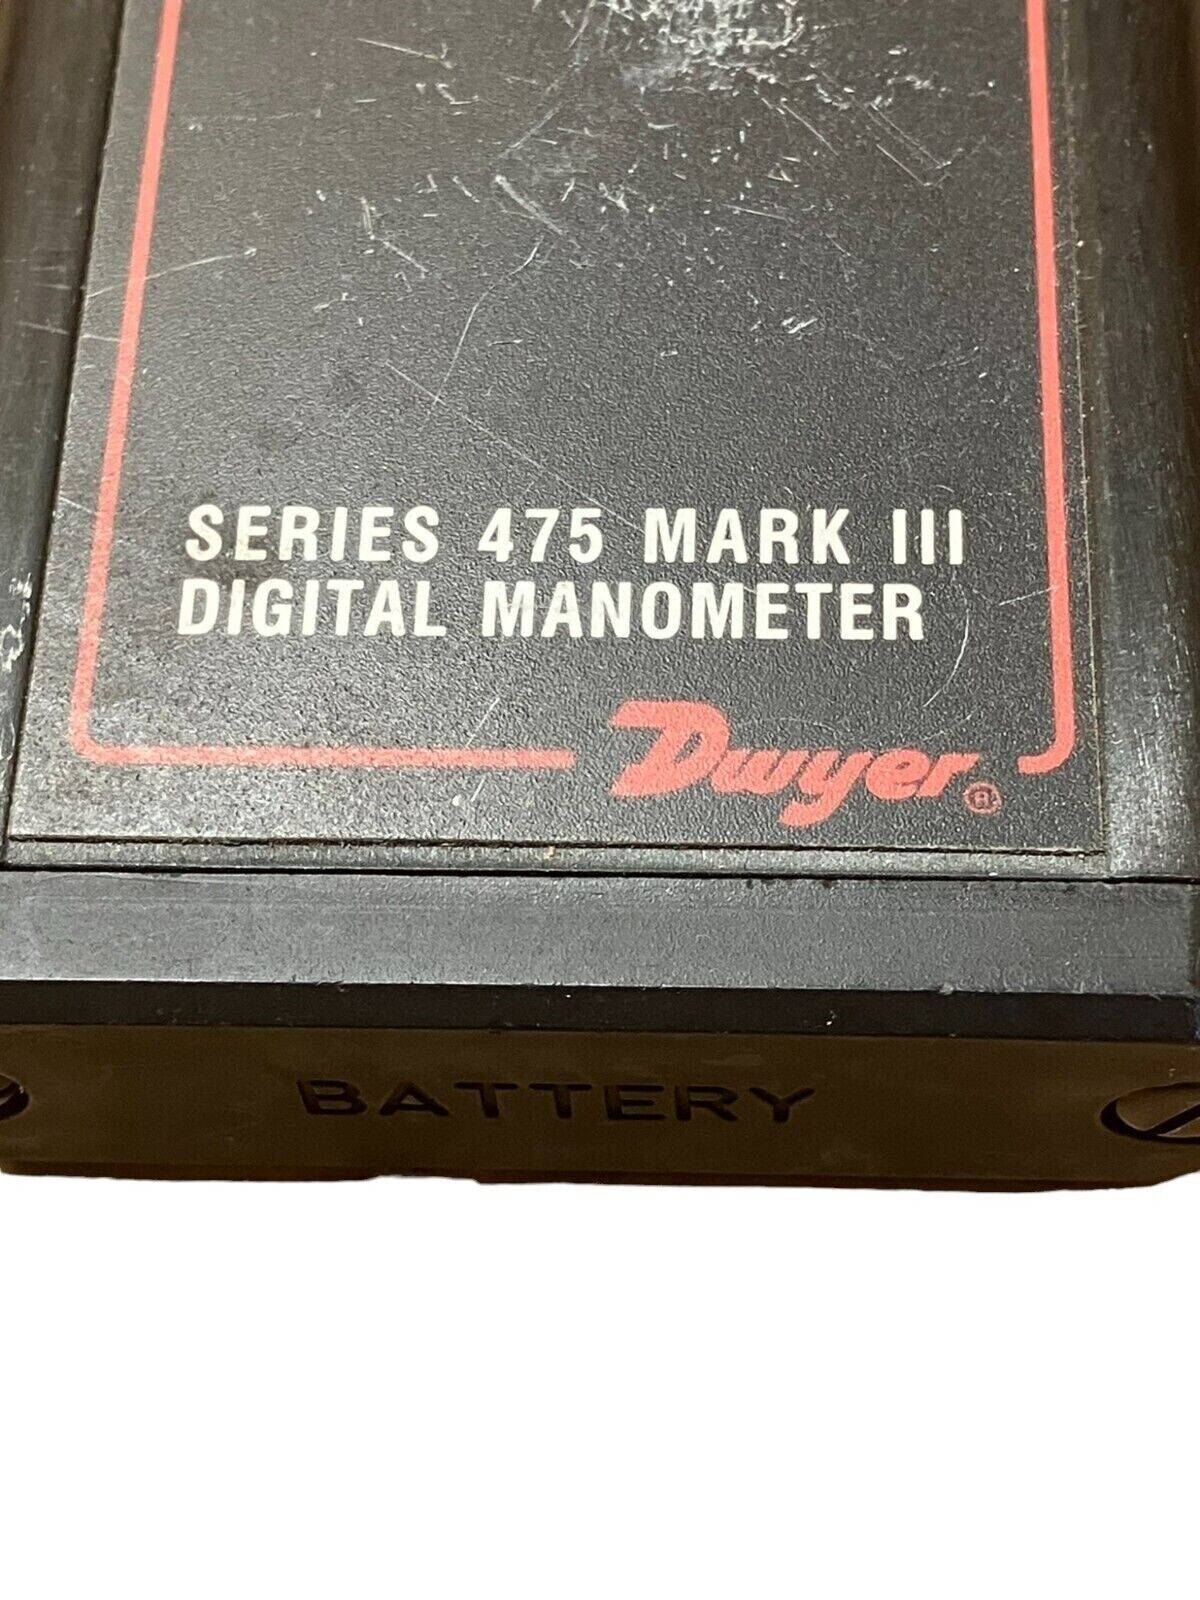 SERIES 475 MARK III
DIGITAL MANOMETER
Dwyer®
BATTERY